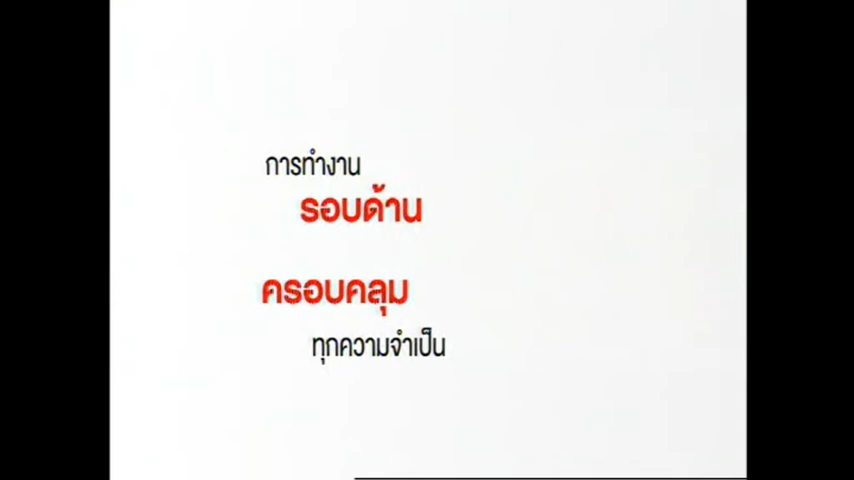 การทำงาน
รอบด้าน
ครอบคลุม
ทุกความจำเป็น